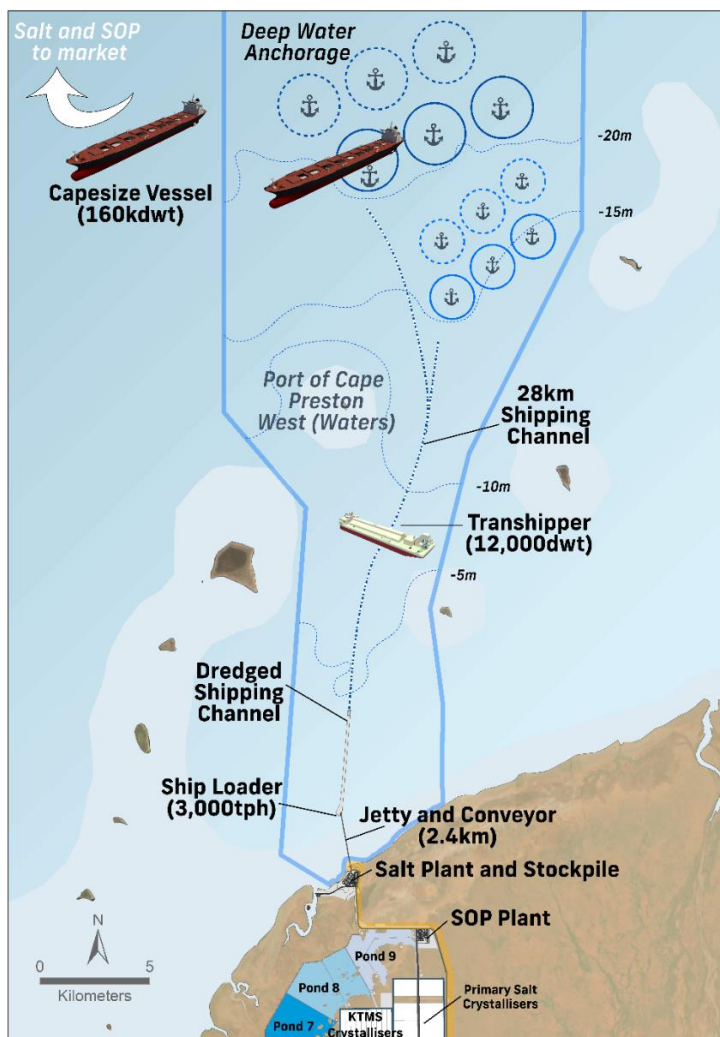 Salt and SOP
to market
Deep Water
Anchorage
-20m
Capesize Vessel
(160kdwt)
-15m
Port of Cape
Preston
West (Waters)
28km
Shipping
Channel
-10m
Transhipper
(12,000dwt)
-5m
Dredged
Shipping
Channel
Ship Loader
(3,000tph)
Jetty and Conveyor
(2.4km)
Salt Plant and Stockpile
SOP Plant
N
0 5
Kilometers
Pond 9
Pond 8
Pond 7
KTMS
Crystallisers
Primary Salt
Crystallisers